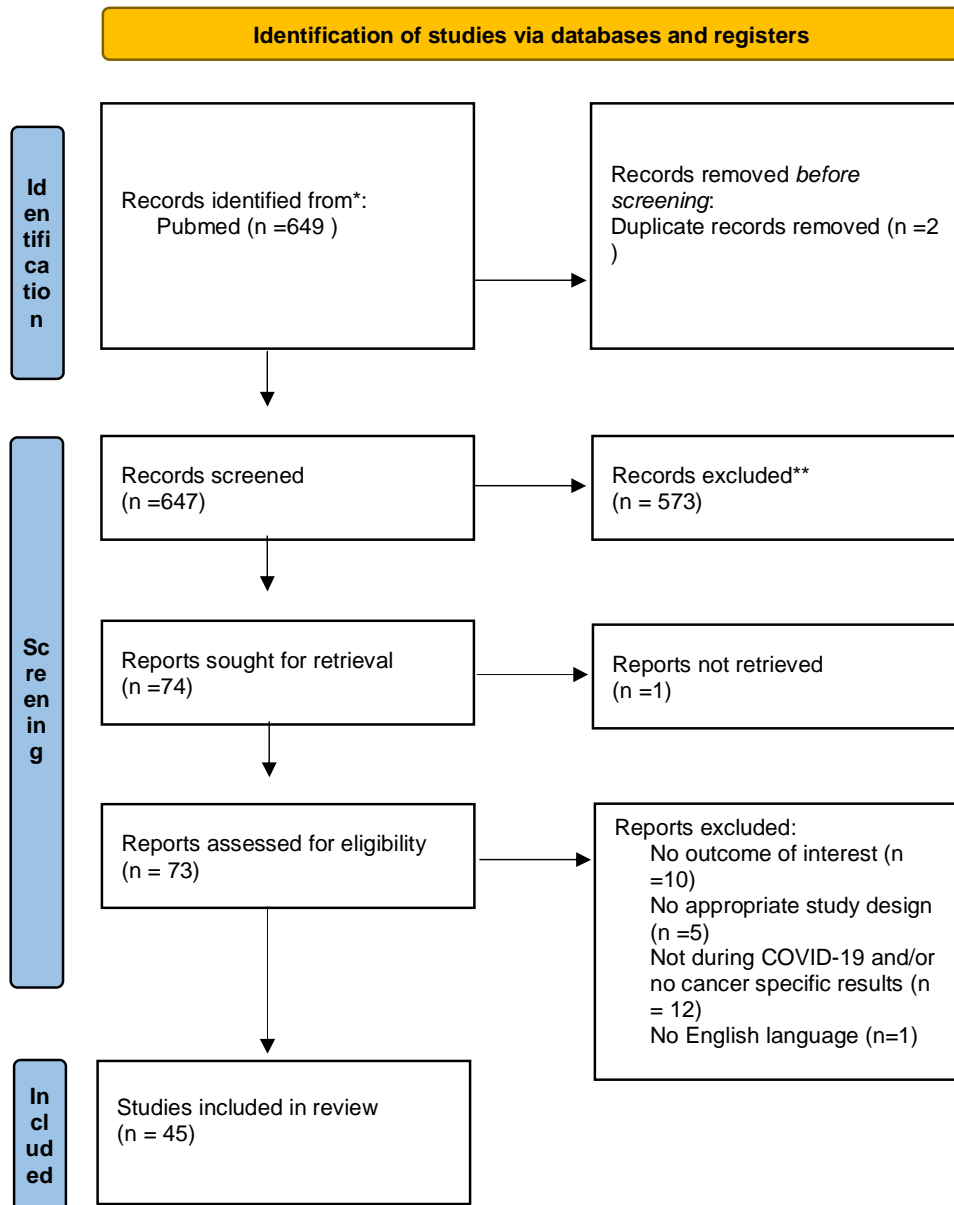 Identification of studies via databases and registers
Id
en
tifi
ca
tio
n
Records identified from*:
Pubmed (n =649 )
Records removed before
screening:
Duplicate records removed (n =2
)
Sc
re
en
in
g
Records screened
(n =647)
Records excluded**
(n = 573)
Reports sought for retrieval
(n =74)
Reports not retrieved
(n =1)
Reports assessed for eligibility
(n = 73)
Reports excluded:
No outcome of interest (n
=10)
No appropriate study design
(n =5)
Not during COVID-19 and/or
no cancer specific results (n
= 12)
No English language (n=1)
In
cl
ud
ed
Studies included in review
(n = 45)